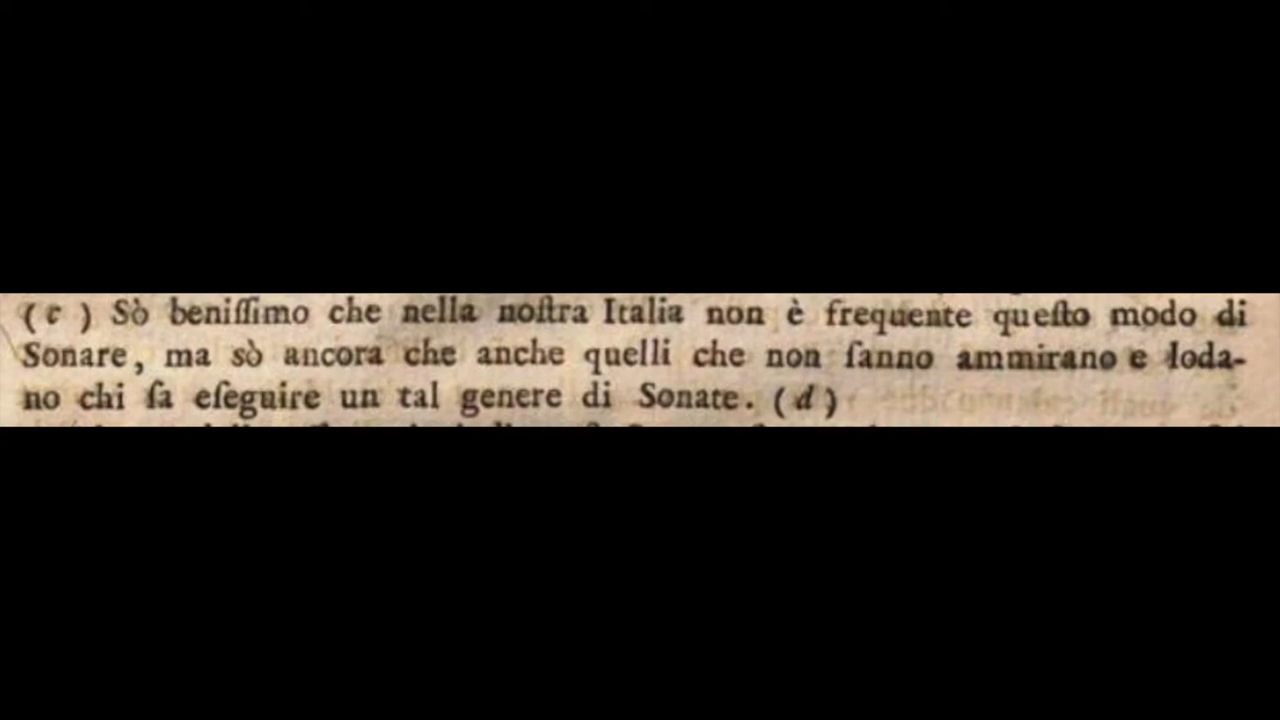 (c) Sò beniſſimo che nella noſtra Italia non è frequente queſto modo di
Sonare, ma sò ancora che anche quelli che non ſanno ammirano e loda-
no chi ſa eſeguire un tal genere di Sonate. (d)